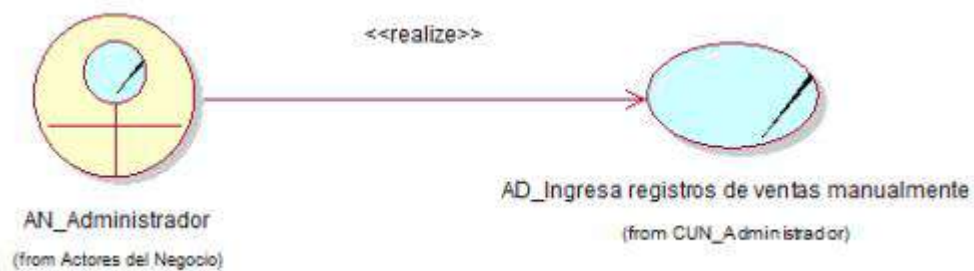 <<realize>>
AN_Administrador
(from Actores del Negocio)
AD_Ingresa registros de ventas manualmente
(from CUN_Administrador)